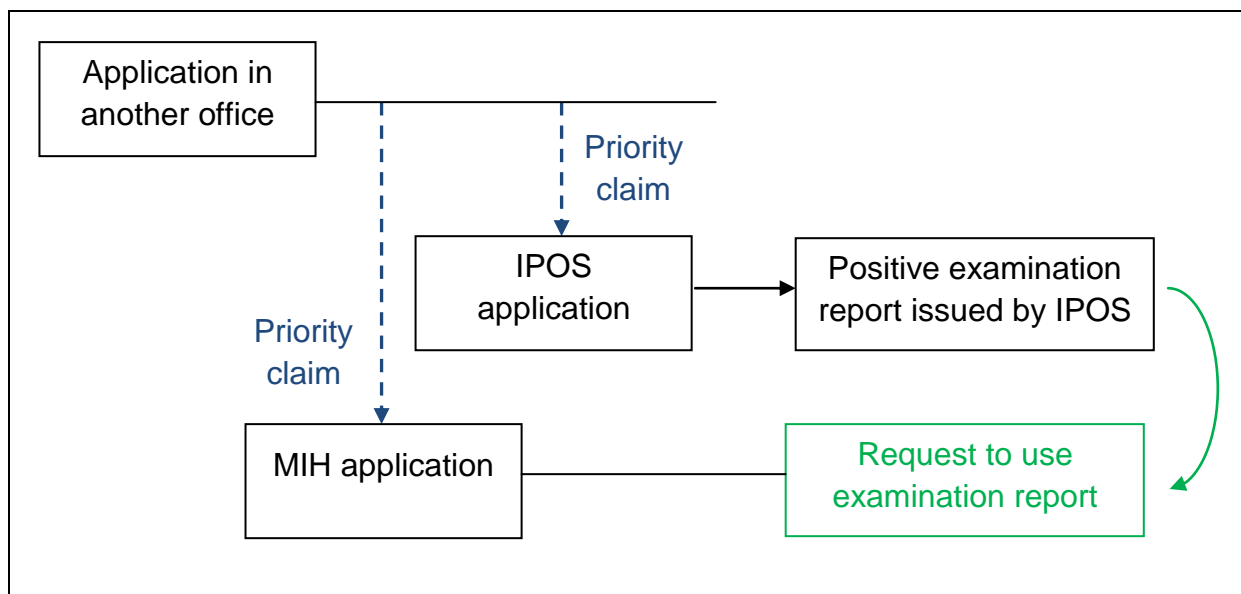 Application in
another office
Priority
claim
IPOS
application
Positive examination
report issued by IPOS
Priority
claim
MIH application
Request to use
examination report